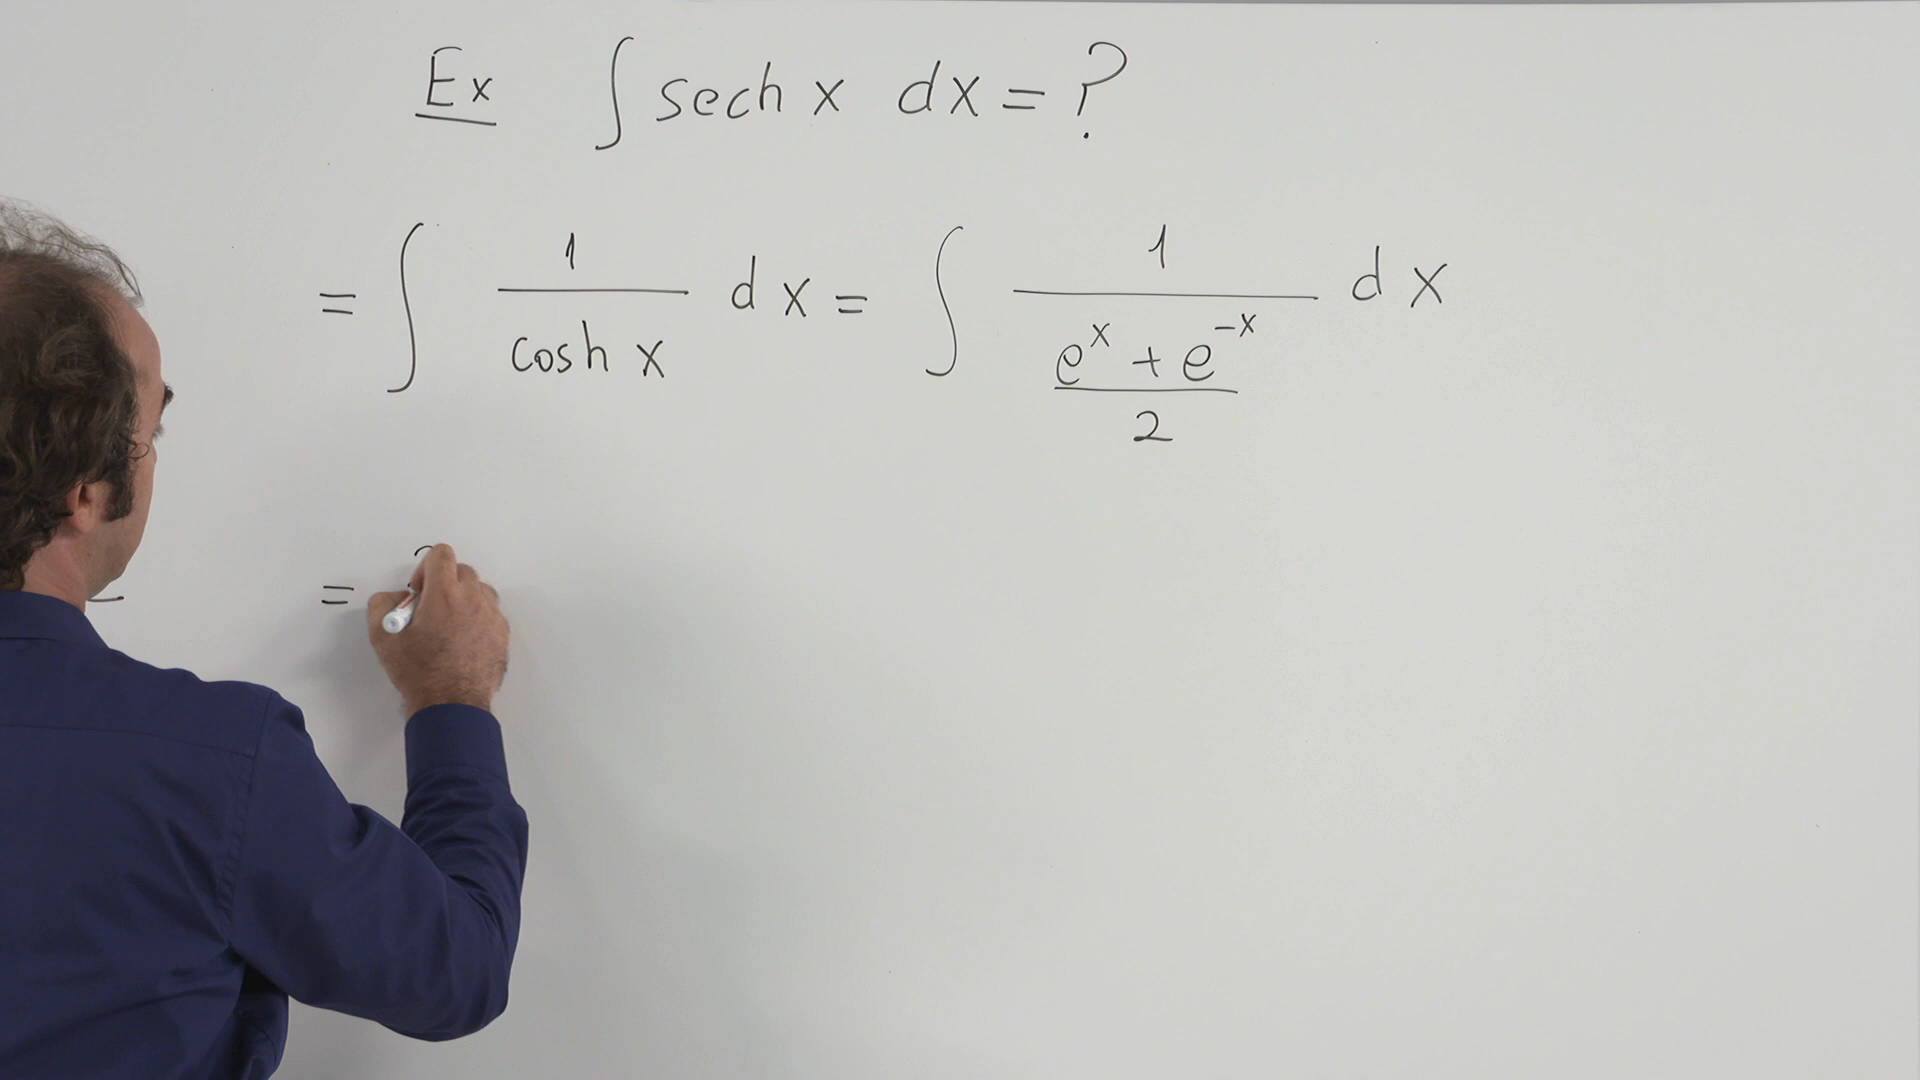 Ex ∫ sech x dx = ?
= ∫ 1/(cosh x) dx = ∫ 1/((e^x + e^-x)/2) dx
=